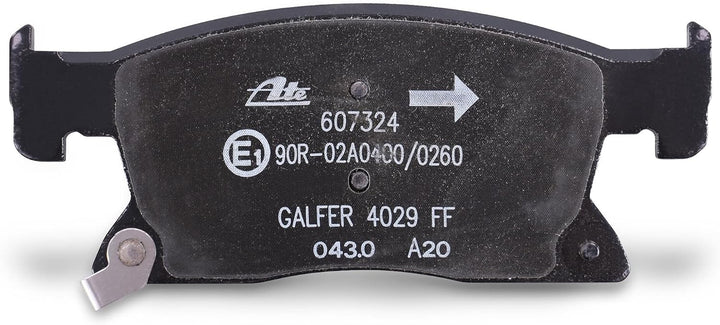 Ate
607324
E1 90R-02A0400/0260
GALFER 4029 FF
043.0 A20